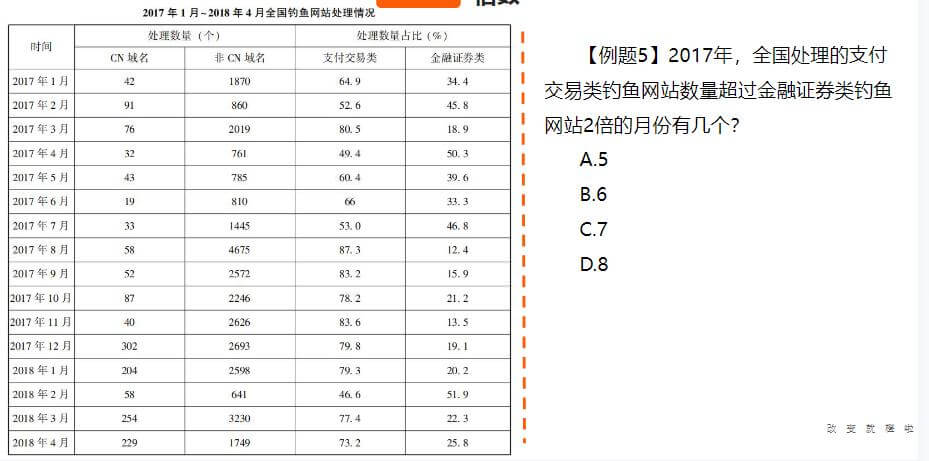 倍数
2017 年 1 月~2018 年 4 月全国钓鱼网站处理情况
时间 处理数量（个） 处理数量占比（%）
CN 域名 非 CN 域名 支付交易类 金融证券类
2017 年 1 月 42 1870 64.9 34.4
2017 年 2 月 91 860 52.6 45.8
2017 年 3 月 76 2019 80.5 18.9
2017 年 4 月 32 761 49.4 50.3
2017 年 5 月 43 785 60.4 39.6
2017 年 6 月 19 810 66 33.3
2017 年 7 月 33 1445 53.0 46.8
2017 年 8 月 58 4675 87.3 12.4
2017 年 9 月 52 2572 83.2 15.9
2017 年 10 月 87 2246 78.2 21.2
2017 年 11 月 40 2626 83.6 13.5
2017 年 12 月 302 2693 79.8 19.1
2018 年 1 月 204 2598 79.3 20.2
2018 年 2 月 58 641 46.6 51.9
2018 年 3 月 254 3230 77.4 22.3
2018 年 4 月 229 1749 73.2 25.8
【例题5】2017年，全国处理的支付
交易类钓鱼网站数量超过金融证券类钓鱼
网站2倍的月份有几个？
A.5
B.6
C.7
D.8
改 变 就 醒 啦